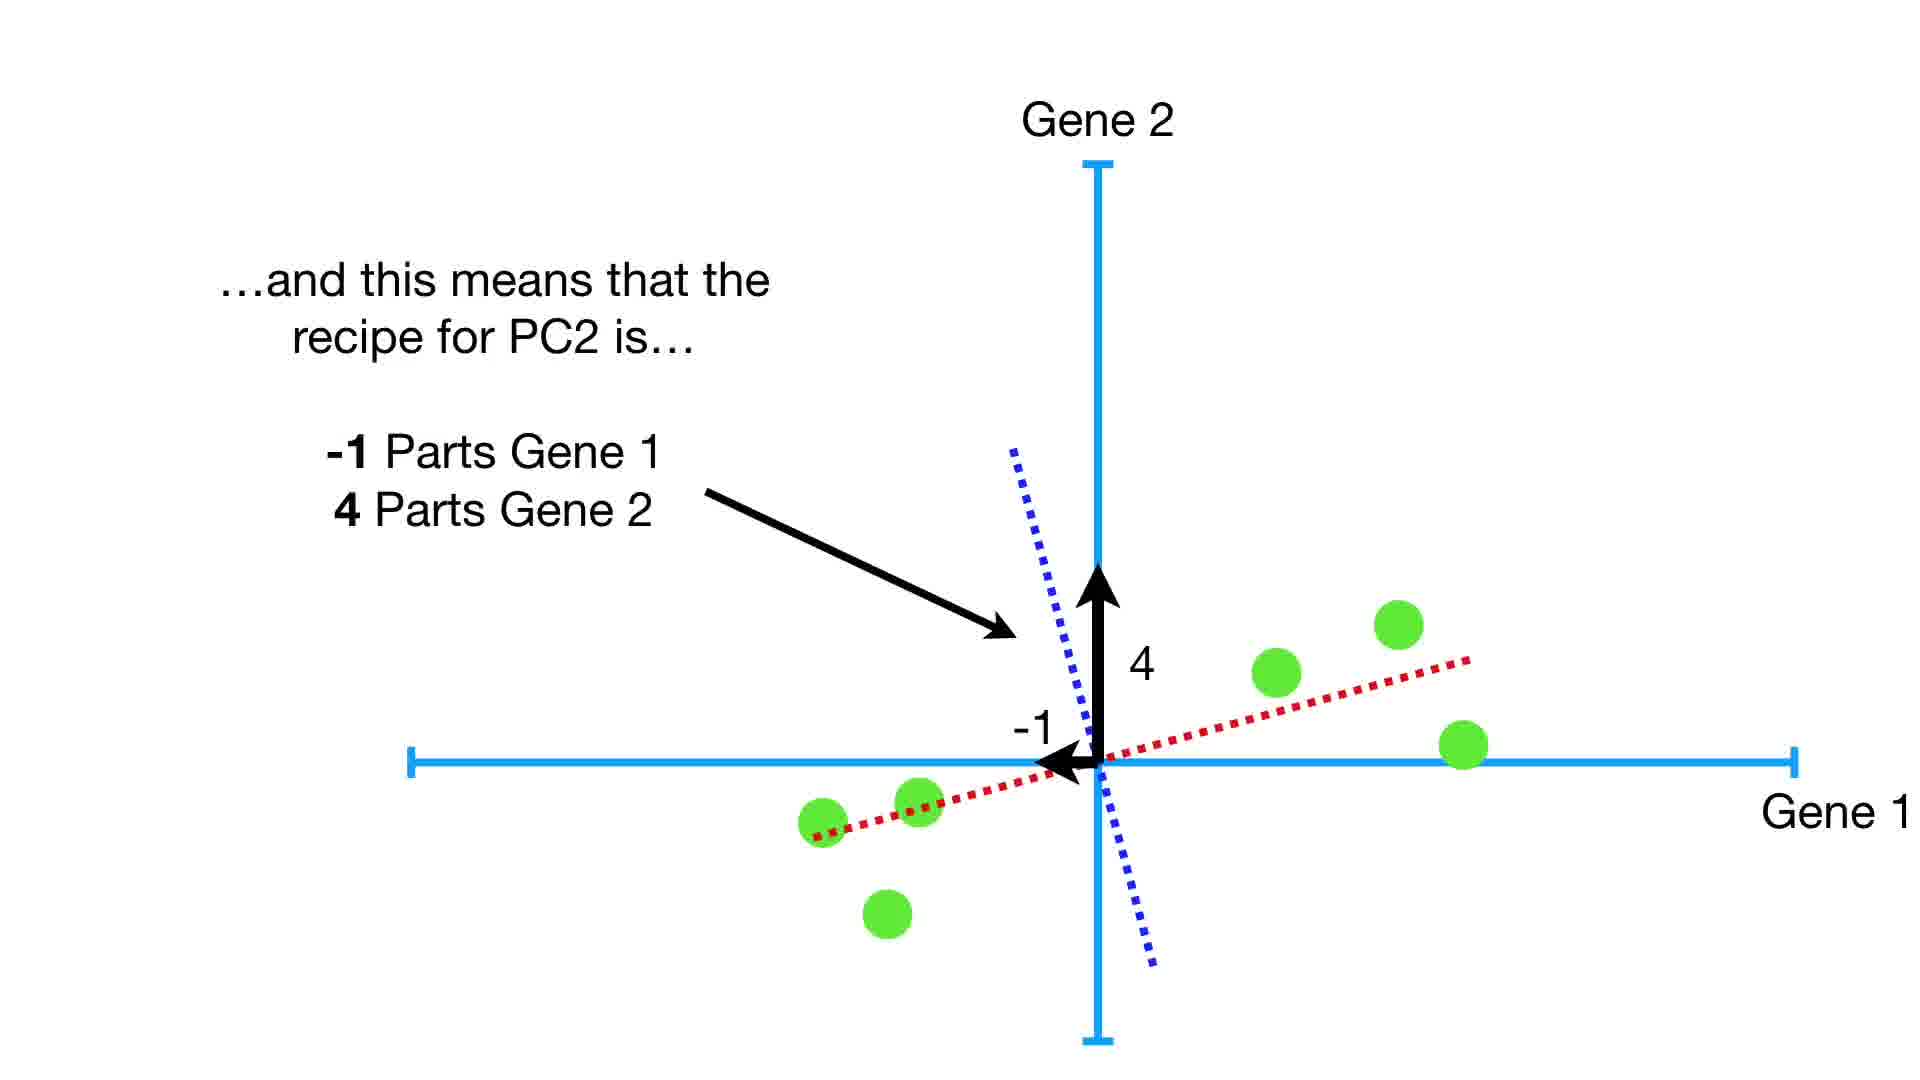 Gene 2
…and this means that the
recipe for PC2 is…
-1 Parts Gene 1
4 Parts Gene 2
4
-1
Gene 1